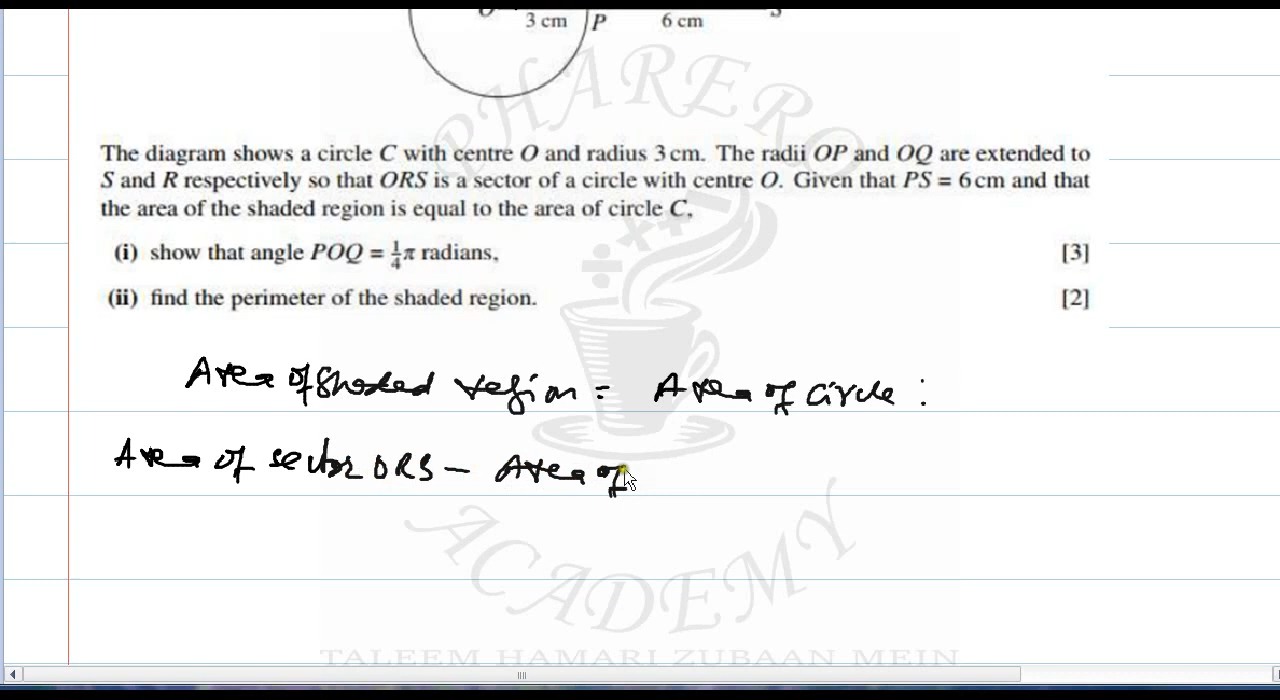 3 cm P 6 cm
The diagram shows a circle C with centre O and radius 3 cm. The radii OP and OQ are extended to
S and R respectively so that ORS is a sector of a circle with centre O. Given that PS = 6 cm and that
the area of the shaded region is equal to the area of circle C,
(i) show that angle POQ = ¼π radians, [3]
(ii) find the perimeter of the shaded region. [2]
Area of Shaded region = Area of Circle :
Area of sector ORS - Area of
PHARERO
ACADEMY
TALEEM HAMARI ZUBAAN MEIN